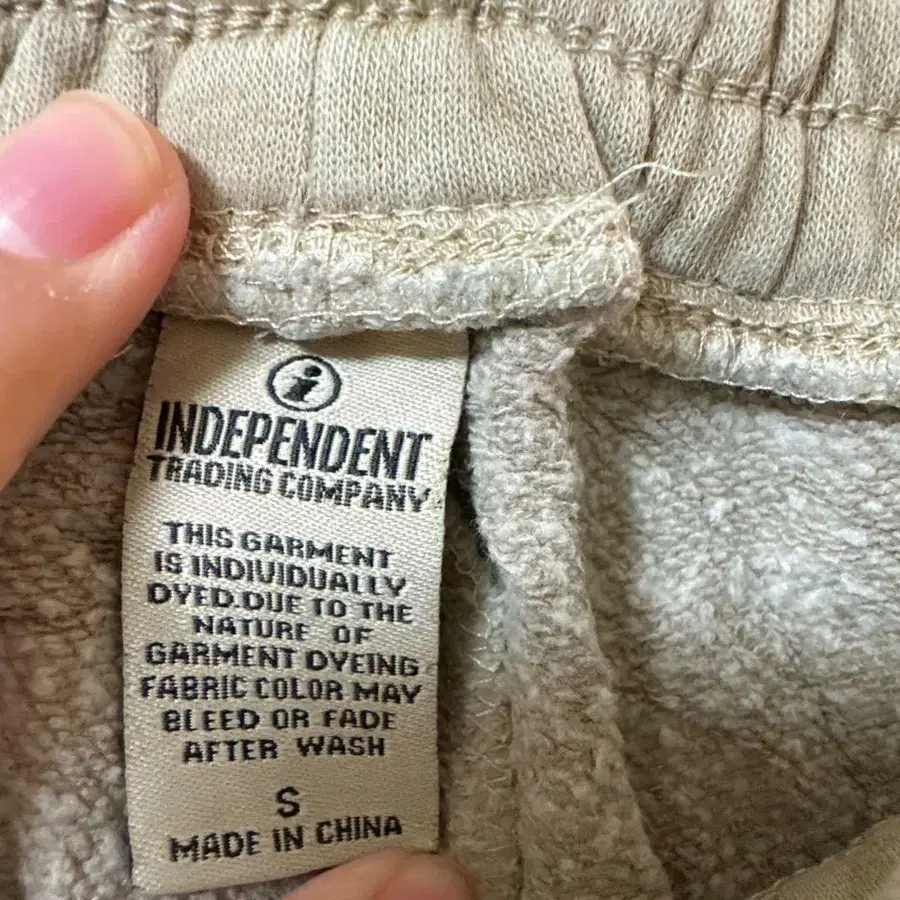 i
INDEPENDENT
TRADING COMPANY
THIS GARMENT
IS INDIVIDUALLY
DYED.DUE TO THE
NATURE OF
GARMENT DYEING
FABRIC COLOR MAY
BLEED OR FADE
AFTER WASH
S
MADE IN CHINA